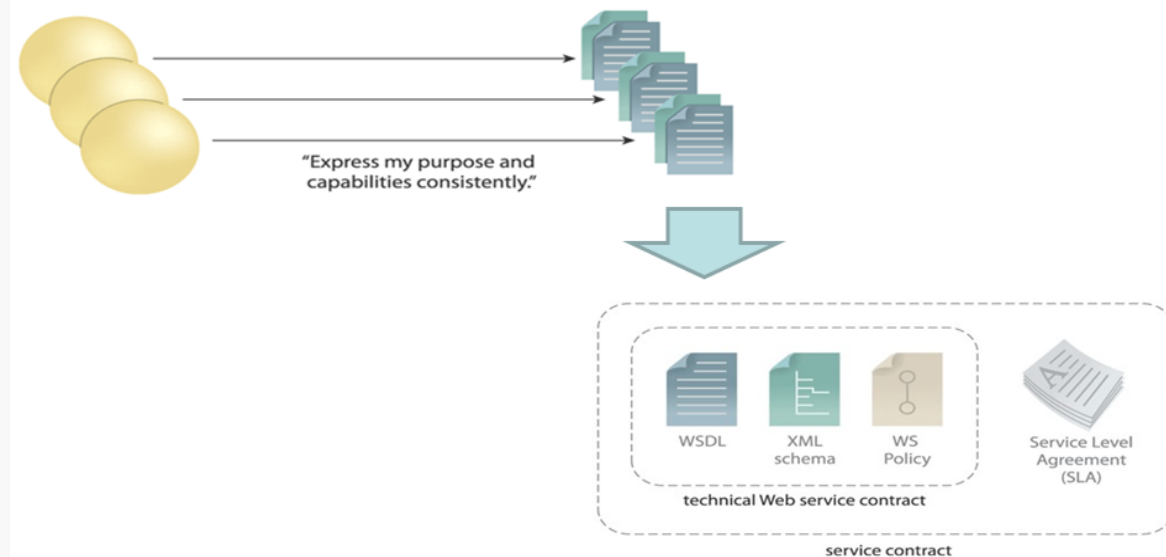 “Express my purpose and
capabilities consistently.”
WSDL
XML
schema
WS
Policy
Service Level
Agreement
(SLA)
A
technical Web service contract
service contract